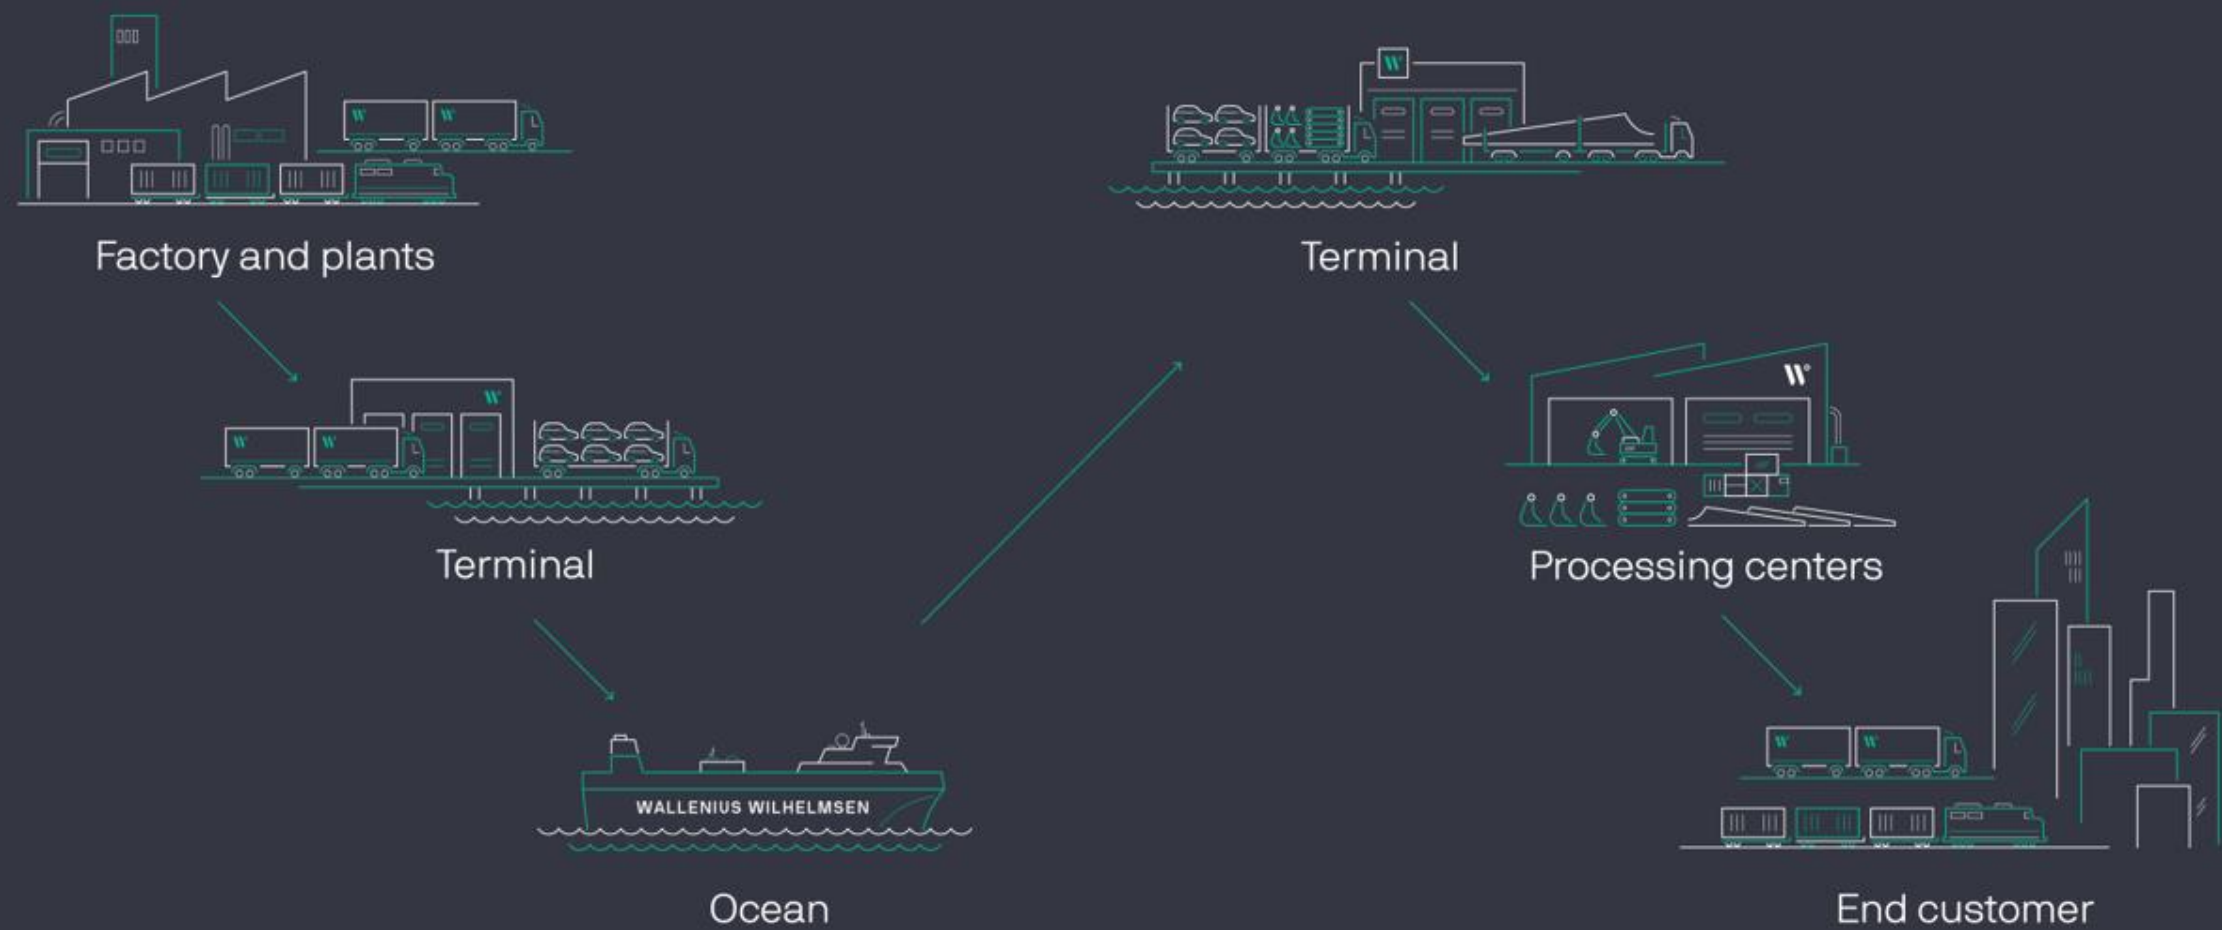 Factory and plants
Terminal
WALLENIUS WILHELMSEN
Ocean
Terminal
Processing centers
End customer